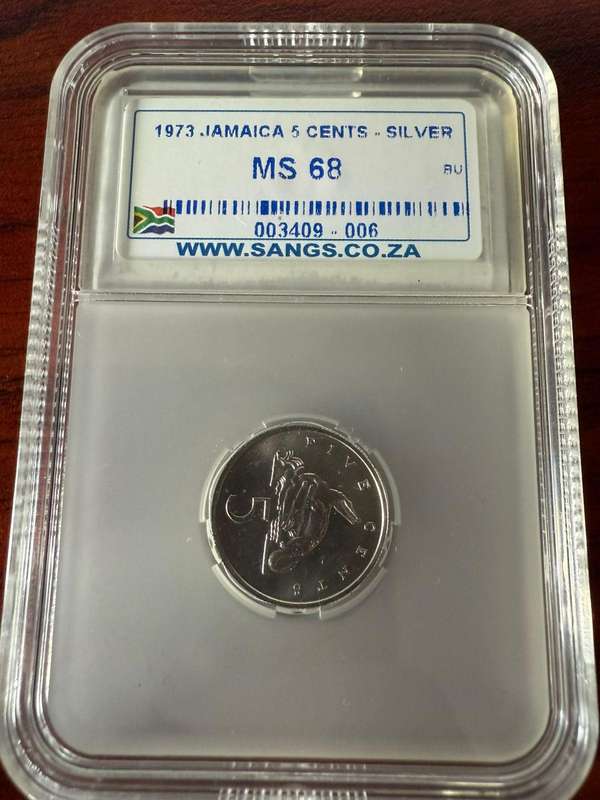 1973 JAMAICA 5 CENTS - SILVER
MS 68
BU
003409 - 006
WWW.SANGS.CO.ZA
FIVE CENTS
5